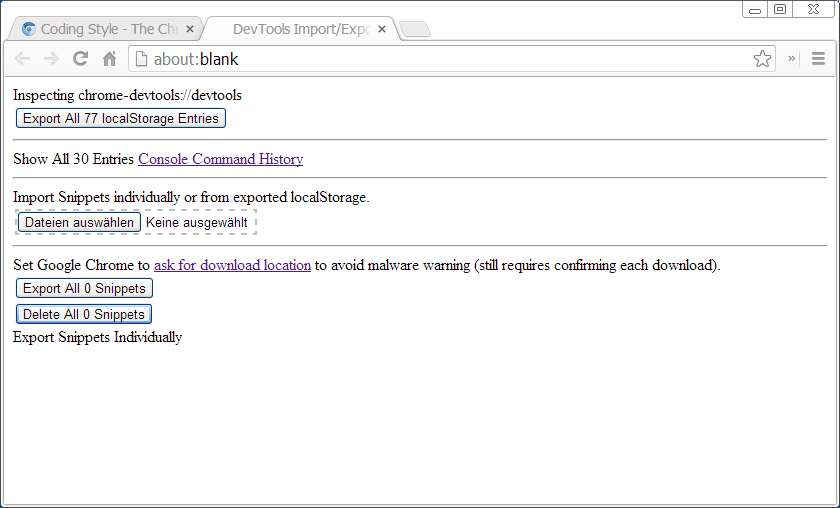 Coding Style - The Ch
DevTools Import/Expo
about:blank
Inspecting chrome-devtools://devtools
Export All 77 localStorage Entries
Show All 30 Entries Console Command History
Import Snippets individually or from exported localStorage.
Dateien auswählen Keine ausgewählt
Set Google Chrome to ask for download location to avoid malware warning (still requires confirming each download).
Export All 0 Snippets
Delete All 0 Snippets
Export Snippets Individually